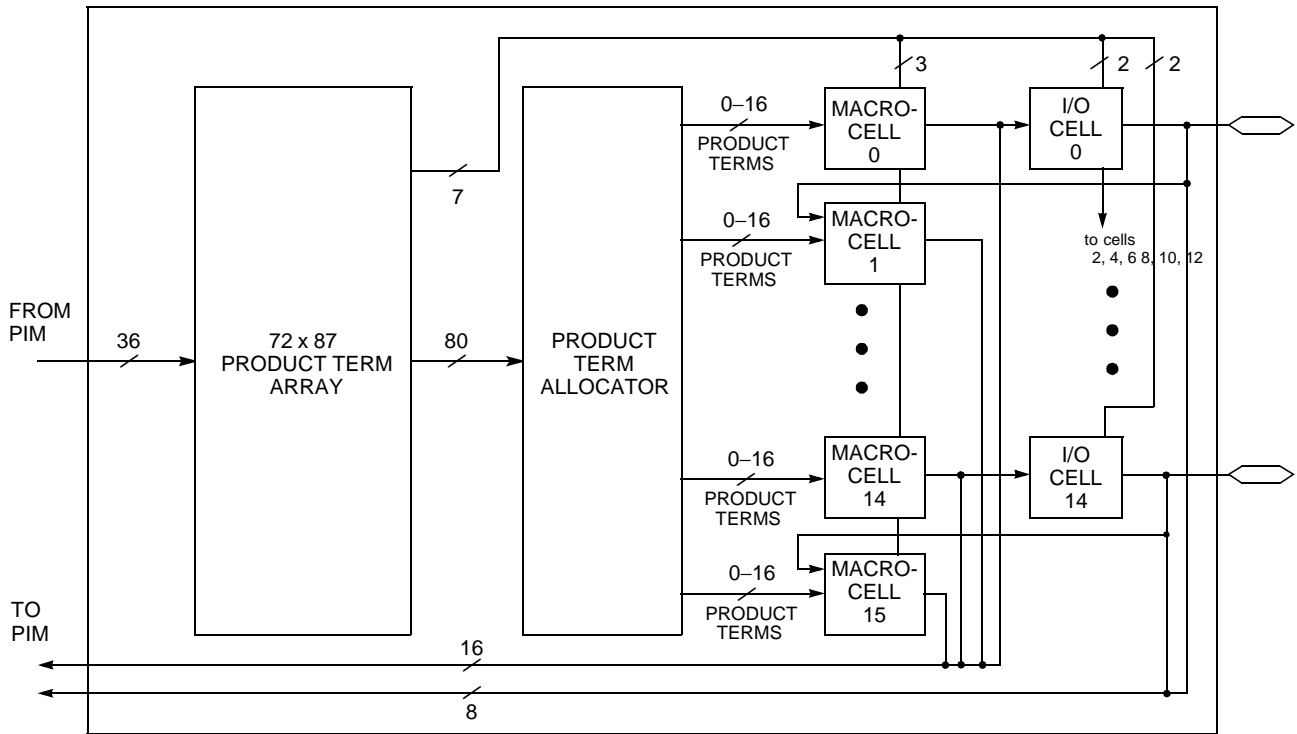 3
2
2
0–16
PRODUCT
TERMS
MACRO-
CELL
0
I/O
CELL
0
7
0–16
PRODUCT
TERMS
MACRO-
CELL
1
to cells
2, 4, 6 8, 10, 12
FROM
PIM
36
72 x 87
PRODUCT TERM
ARRAY
80
PRODUCT
TERM
ALLOCATOR
0–16
PRODUCT
TERMS
MACRO-
CELL
14
I/O
CELL
14
0–16
PRODUCT
TERMS
MACRO-
CELL
15
TO
PIM
16
8